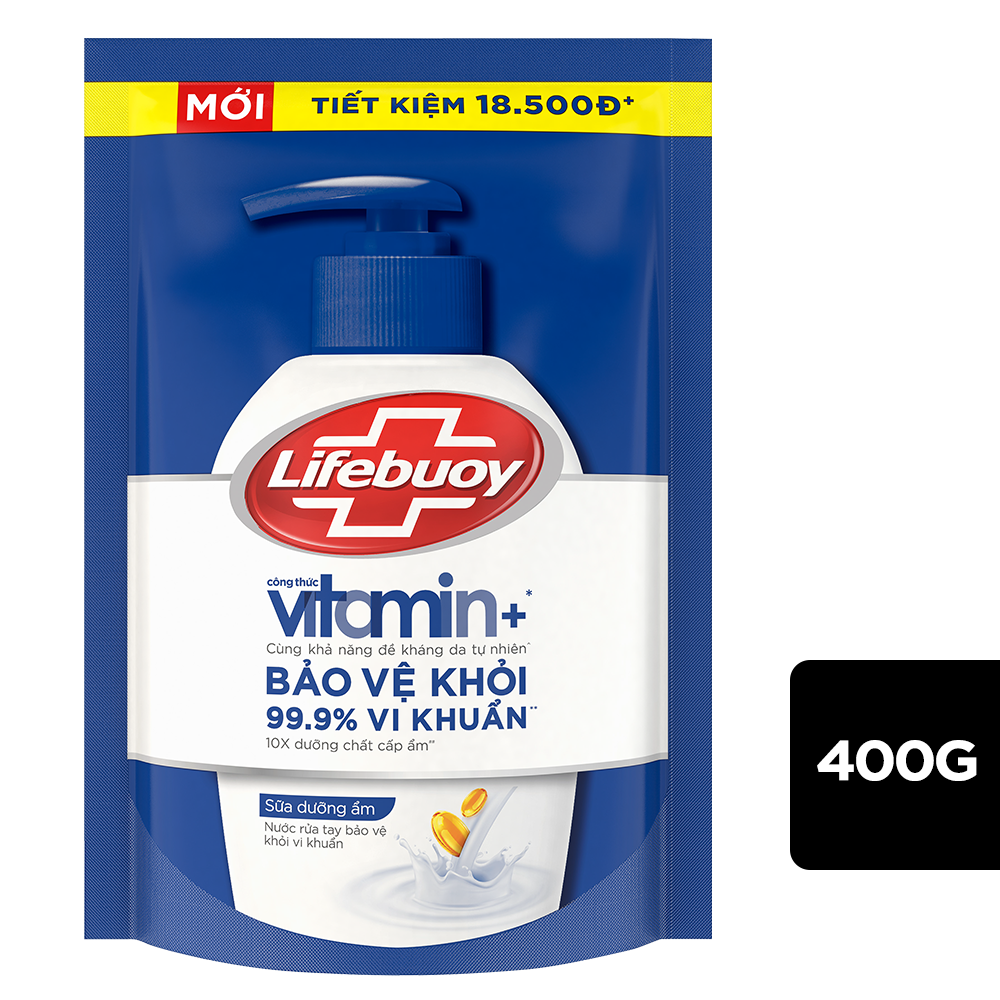 MỚI TIẾT KIỆM 18.500Đ+
Lifebuoy
công thức
vitamin+*
Cùng khả năng đề kháng da tự nhiên^
BẢO VỆ KHỎI
99.9% VI KHUẨN**
10X dưỡng chất cấp ẩm^^
Sữa dưỡng ẩm
Nước rửa tay bảo vệ
khỏi vi khuẩn
400G